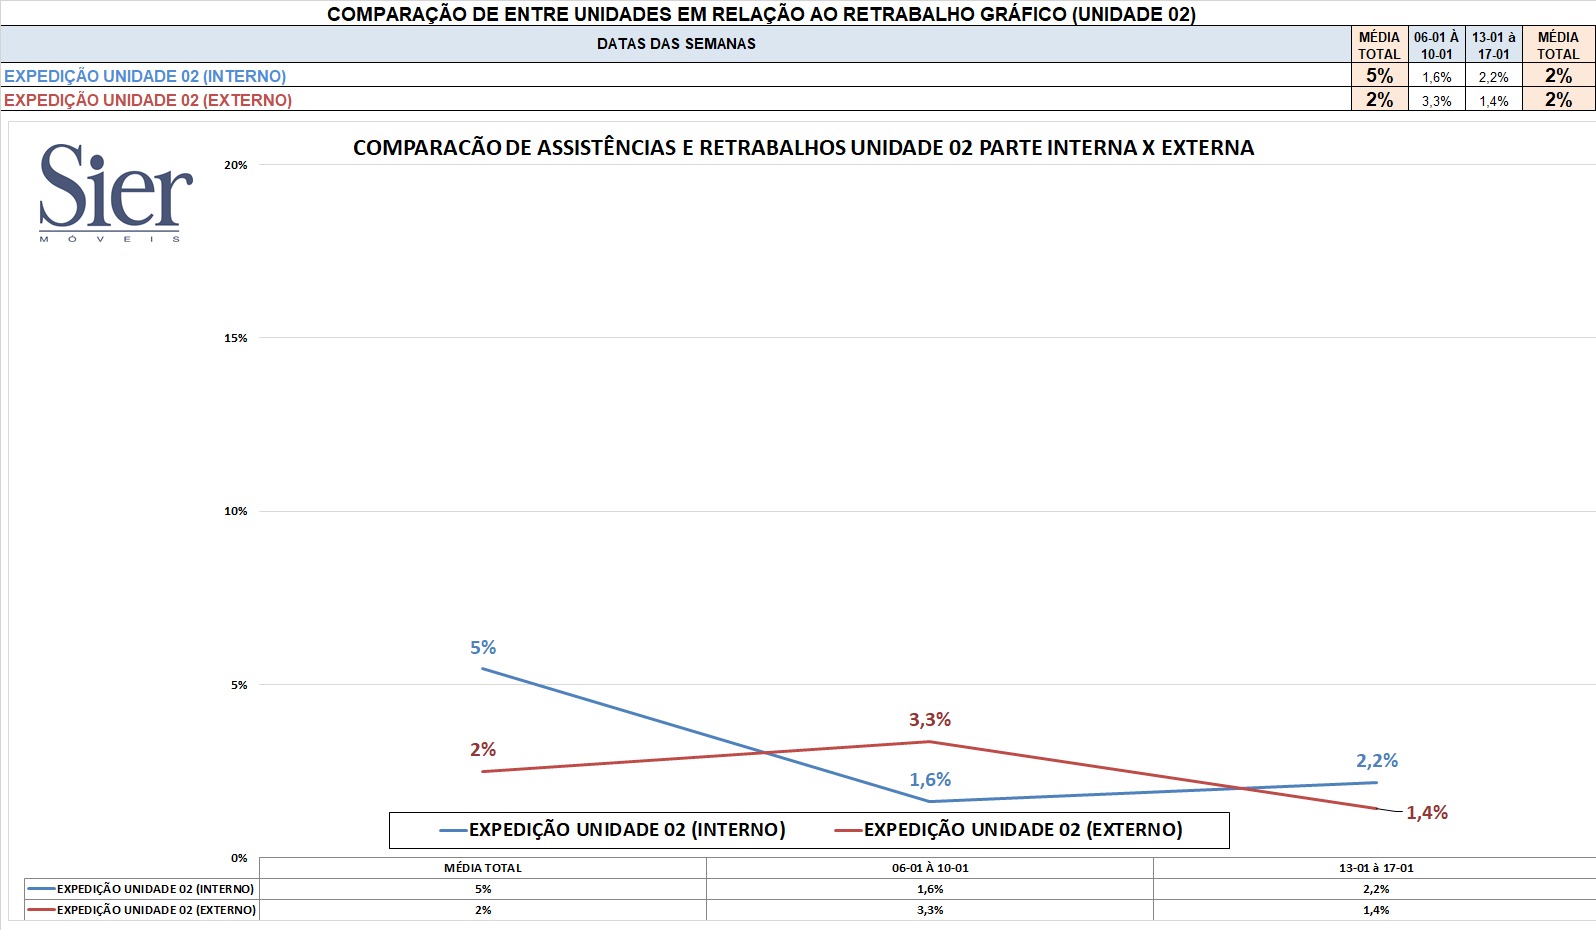 COMPARAÇÃO DE ENTRE UNIDADES EM RELAÇÃO AO RETRABALHO GRÁFICO (UNIDADE 02)
DATAS DAS SEMANAS MÉDIA TOTAL 06-01 À 10-01 13-01 à 17-01 MÉDIA TOTAL
EXPEDIÇÃO UNIDADE 02 (INTERNO) 5% 1,6% 2,2% 2%
EXPEDIÇÃO UNIDADE 02 (EXTERNO) 2% 3,3% 1,4% 2%
COMPARACÃO DE ASSISTÊNCIAS E RETRABALHOS UNIDADE 02 PARTE INTERNA X EXTERNA
Sier
MÓVEIS
20%
15%
10%
5%
0%
5%
2%
3,3%
1,6%
2,2%
1,4%
EXPEDIÇÃO UNIDADE 02 (INTERNO) EXPEDIÇÃO UNIDADE 02 (EXTERNO)
MÉDIA TOTAL 06-01 À 10-01 13-01 à 17-01
EXPEDIÇÃO UNIDADE 02 (INTERNO) 5% 1,6% 2,2%
EXPEDIÇÃO UNIDADE 02 (EXTERNO) 2% 3,3% 1,4%